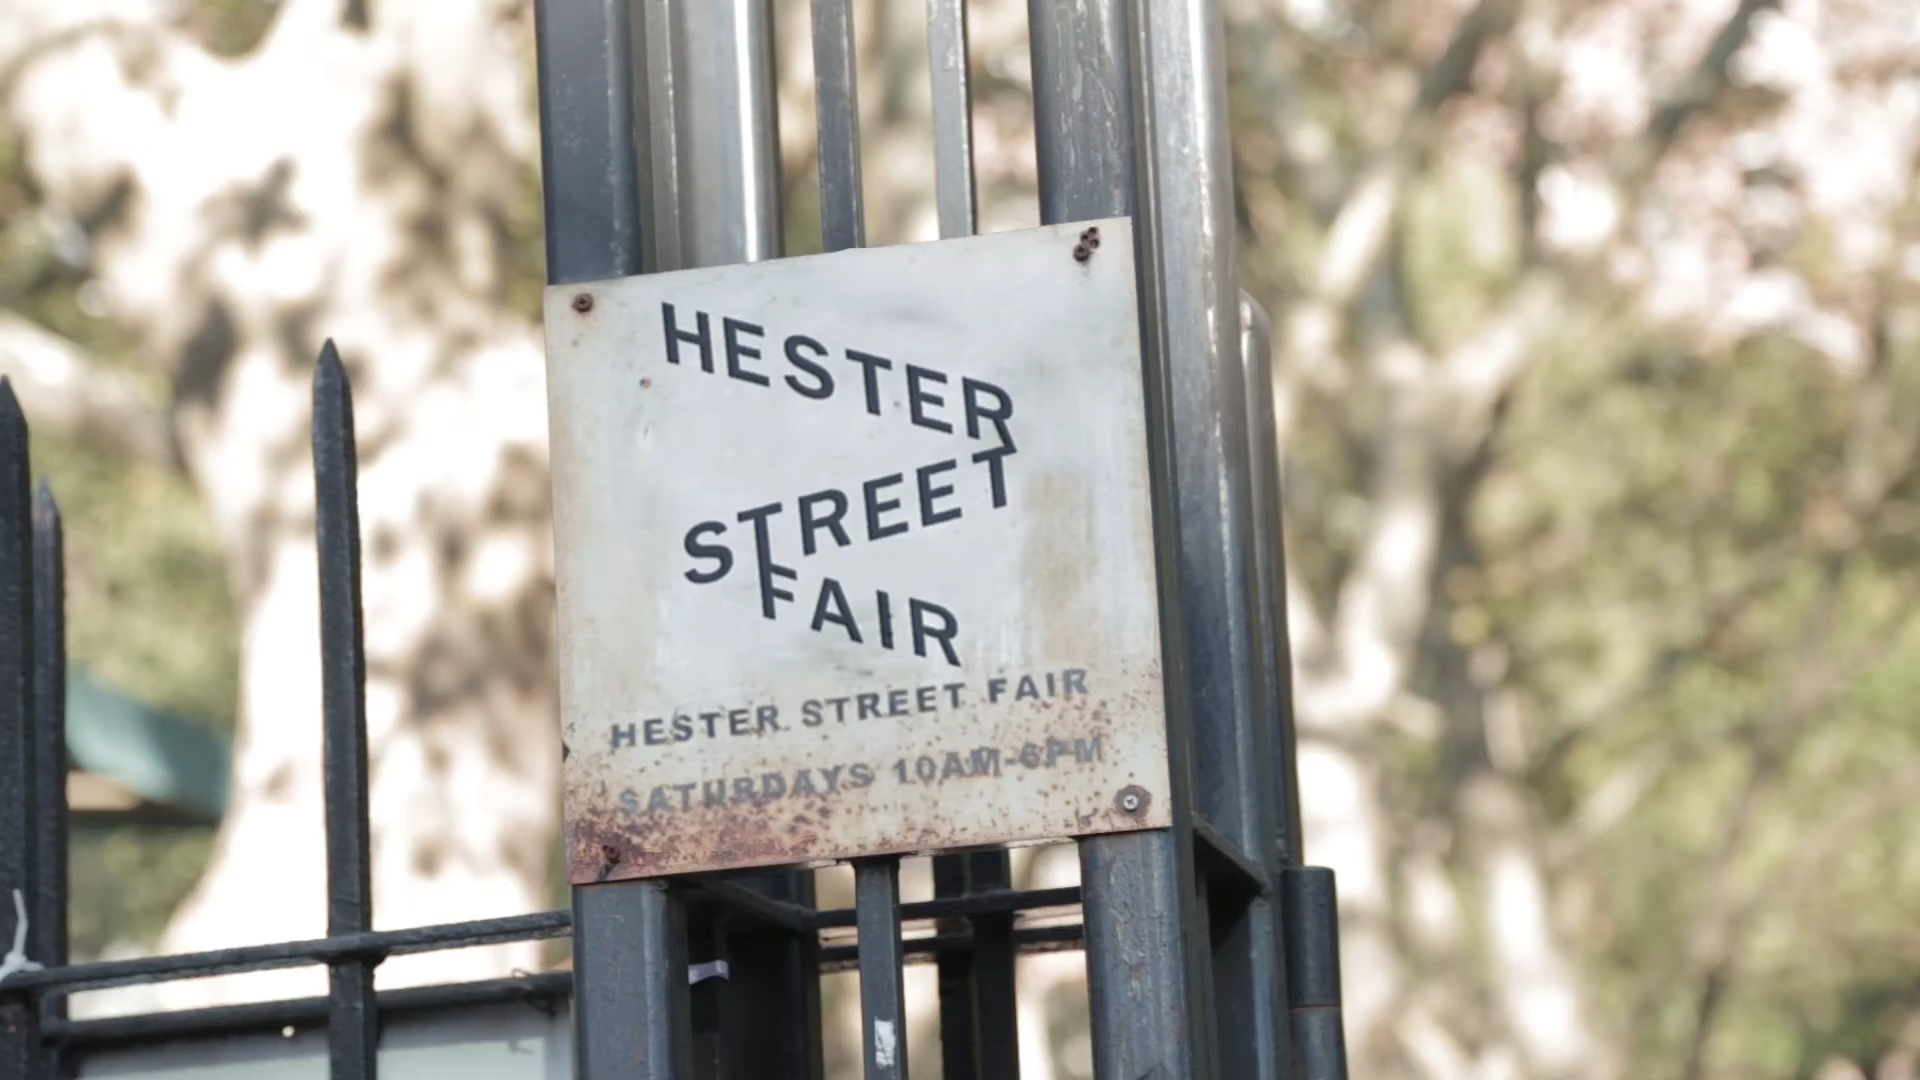 HESTER
STREET
FAIR
HESTER STREET FAIR
SATURDAYS 10AM-6PM